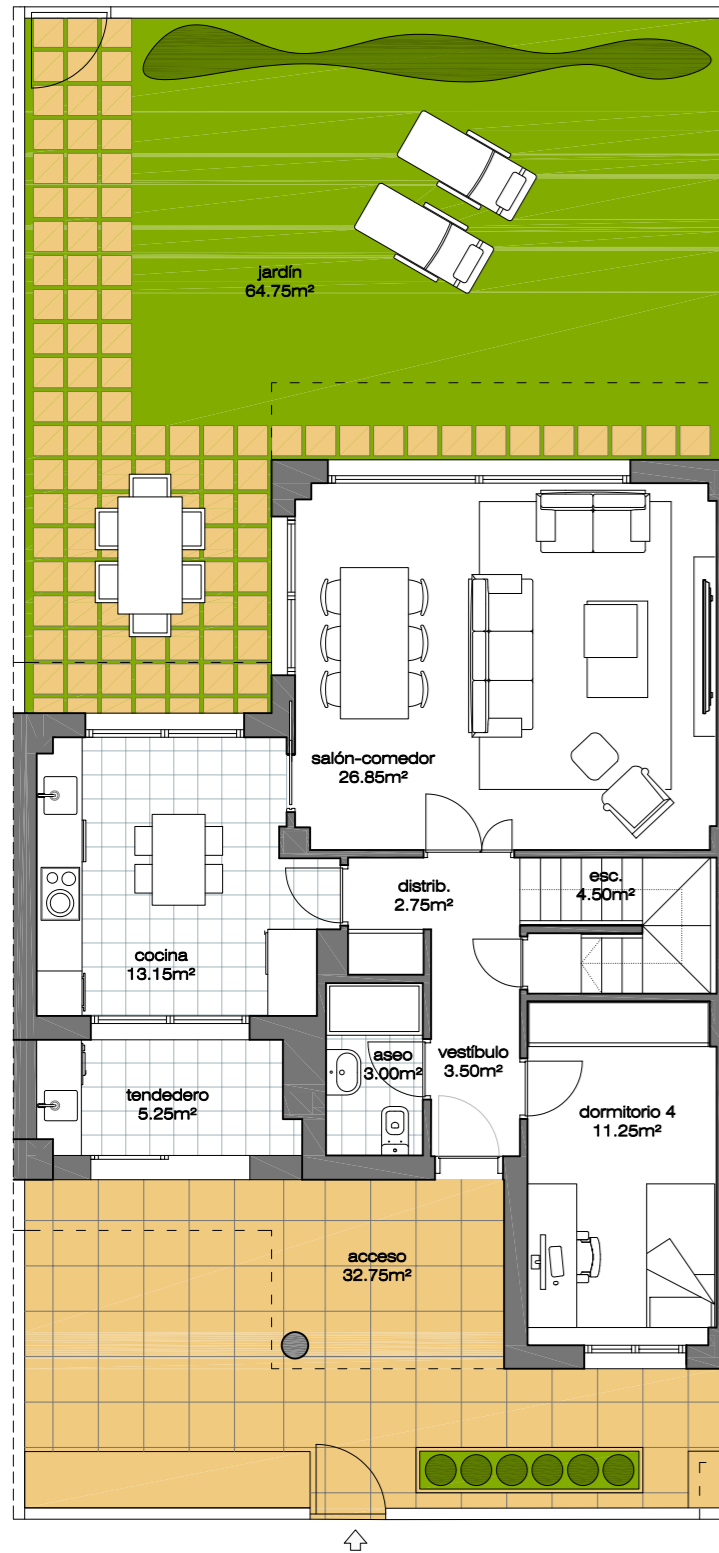 jardín
64.75m²
salón-comedor
26.85m²
distrib.
2.75m²
esc.
4.50m²
cocina
13.15m²
aseo
3.00m²
vestíbulo
3.50m²
tendedero
5.25m²
dormitorio 4
11.25m²
acceso
32.75m²